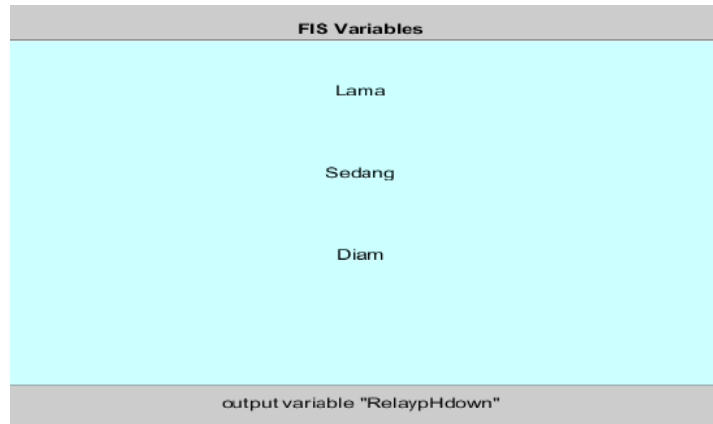 FIS Variables
Lama
Sedang
Diam
output variable "RelaypHdown"